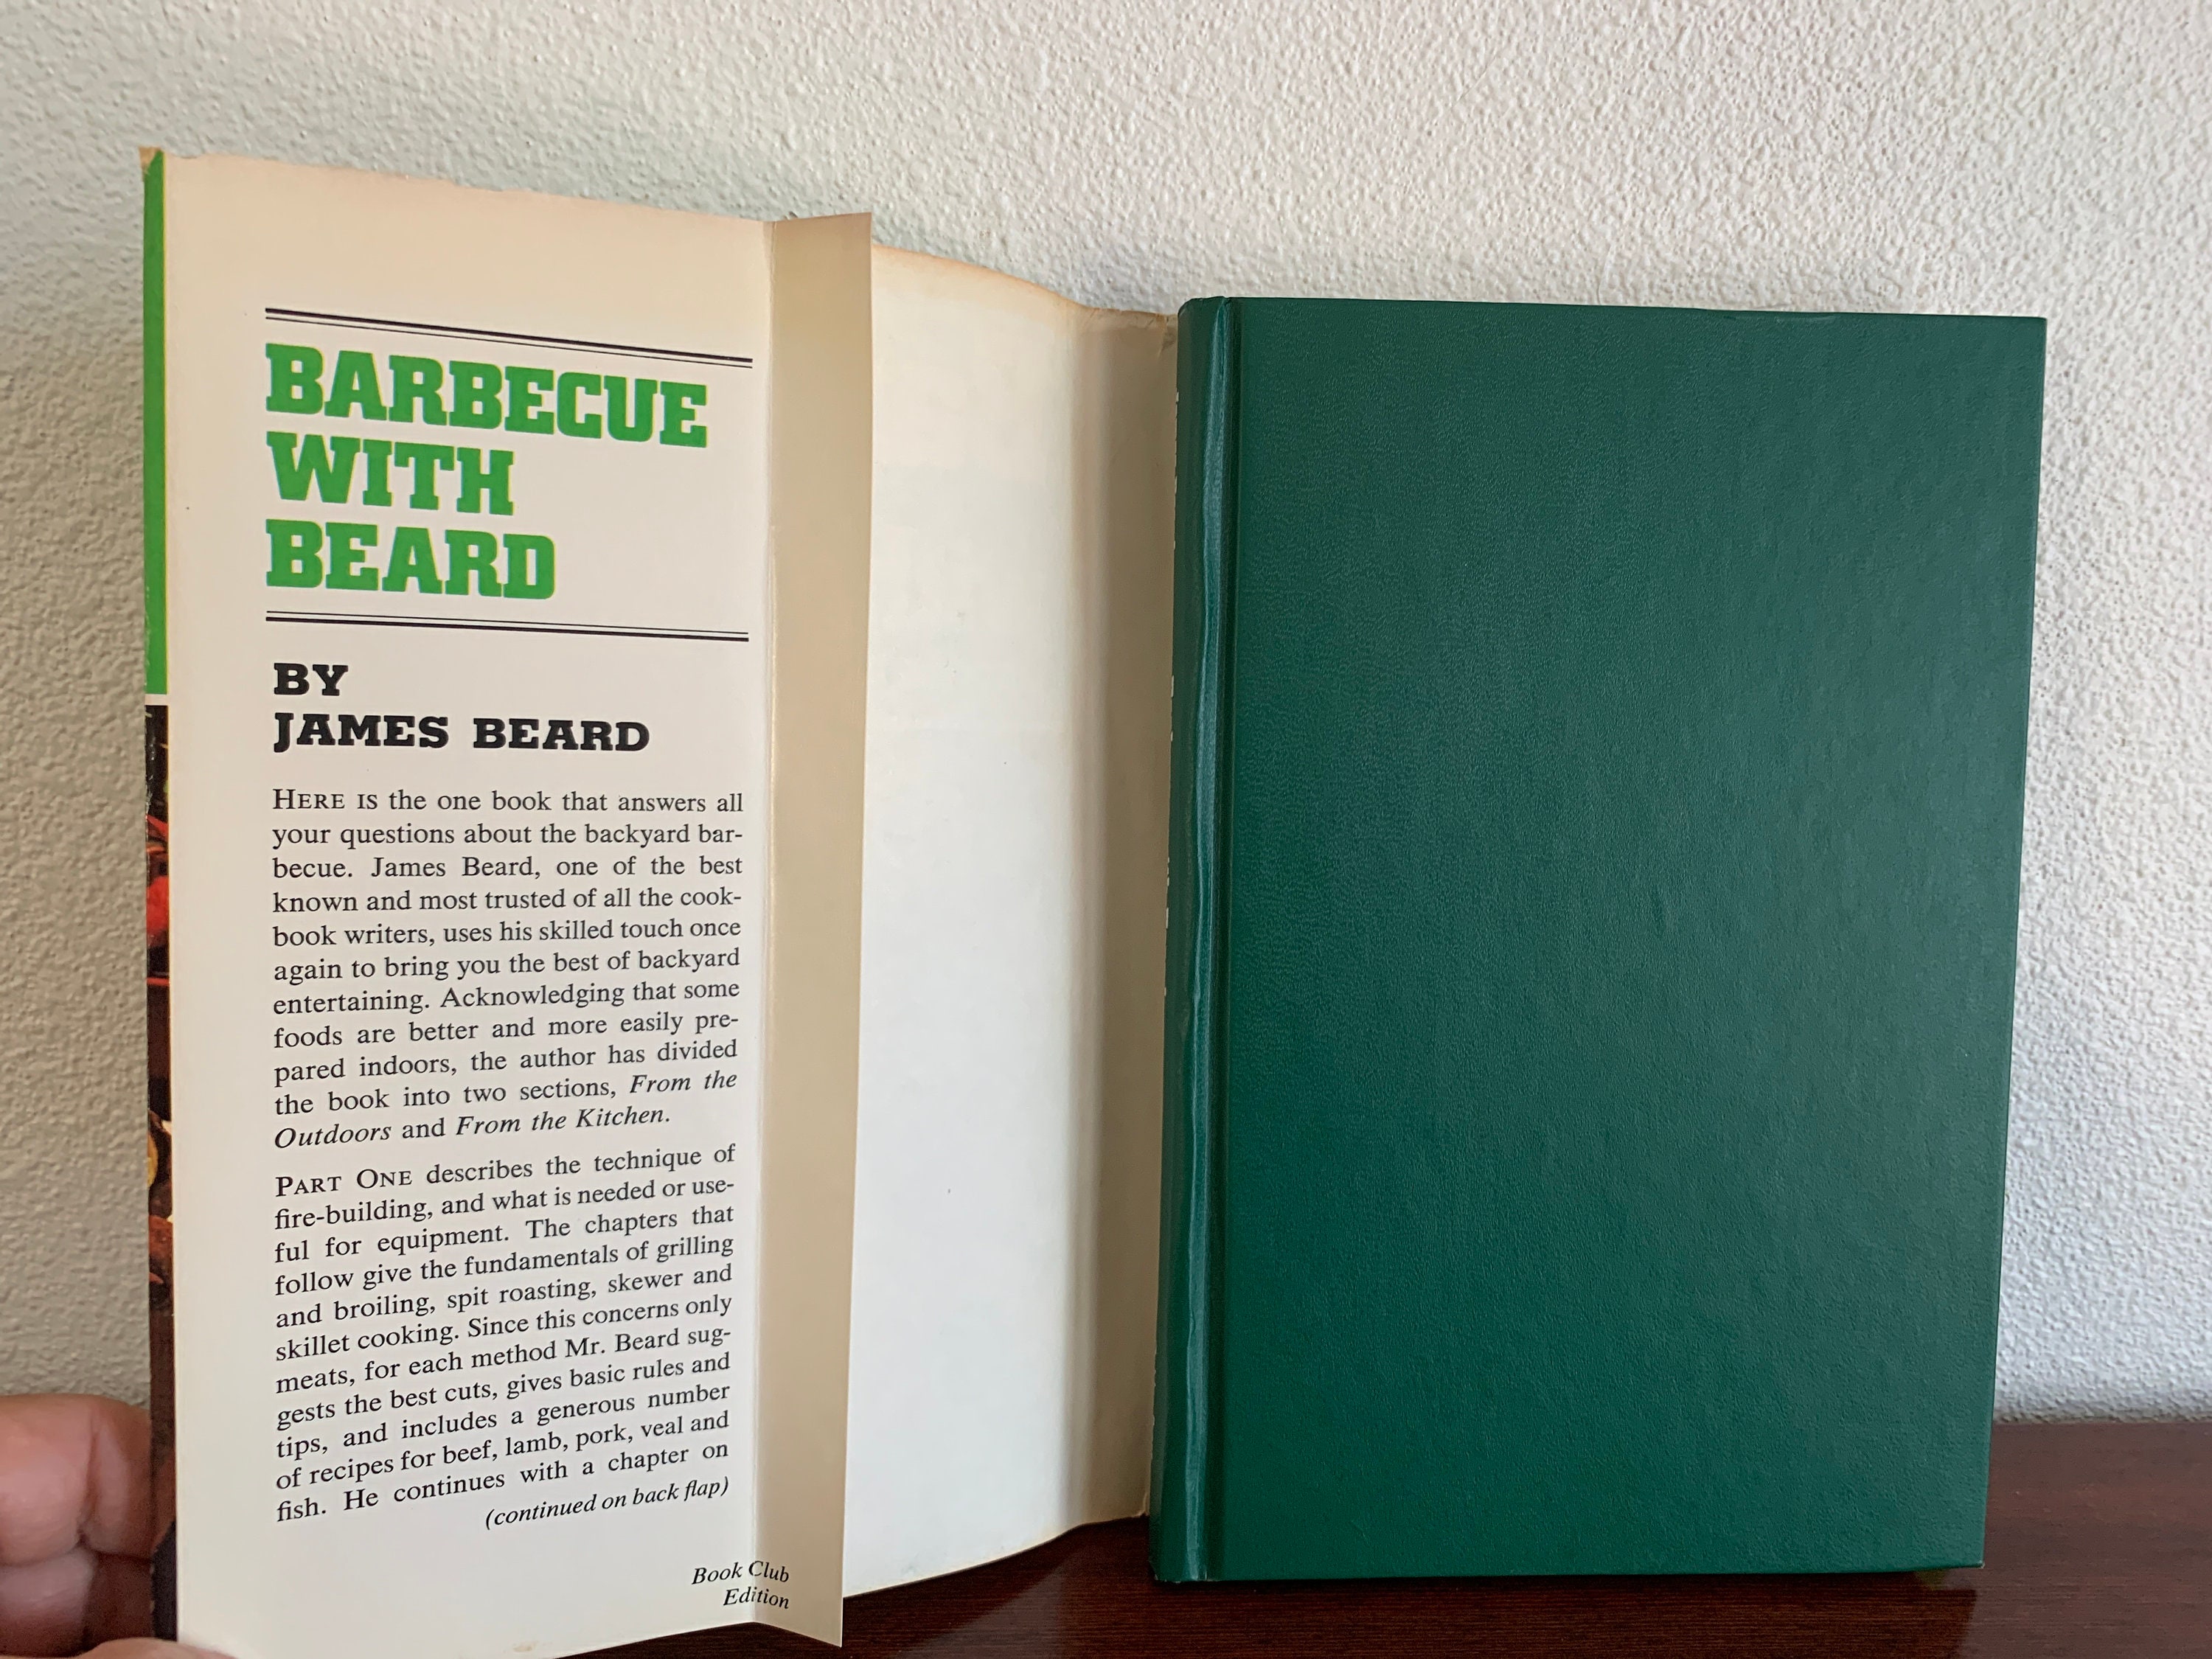 BARBECUE
WITH
BEARD
BY
JAMES BEARD
HERE IS the one book that answers all
your questions about the backyard bar-
becue. James Beard, one of the best
known and most trusted of all the cook-
book writers, uses his skilled touch once
again to bring you the best of backyard
entertaining. Acknowledging that some
foods are better and more easily pre-
pared indoors, the author has divided
the book into two sections, From the
Outdoors and From the Kitchen.
PART ONE describes the technique of
fire-building, and what is needed or use-
ful for equipment. The chapters that
follow give the fundamentals of grilling
and broiling, spit roasting, skewer and
skillet cooking. Since this concerns only
meats, for each method Mr. Beard sug-
gests the best cuts, gives basic rules and
tips, and includes a generous number
of recipes for beef, lamb, pork, veal and
fish. He continues with a chapter on
(continued on back flap)
Book Club
Edition